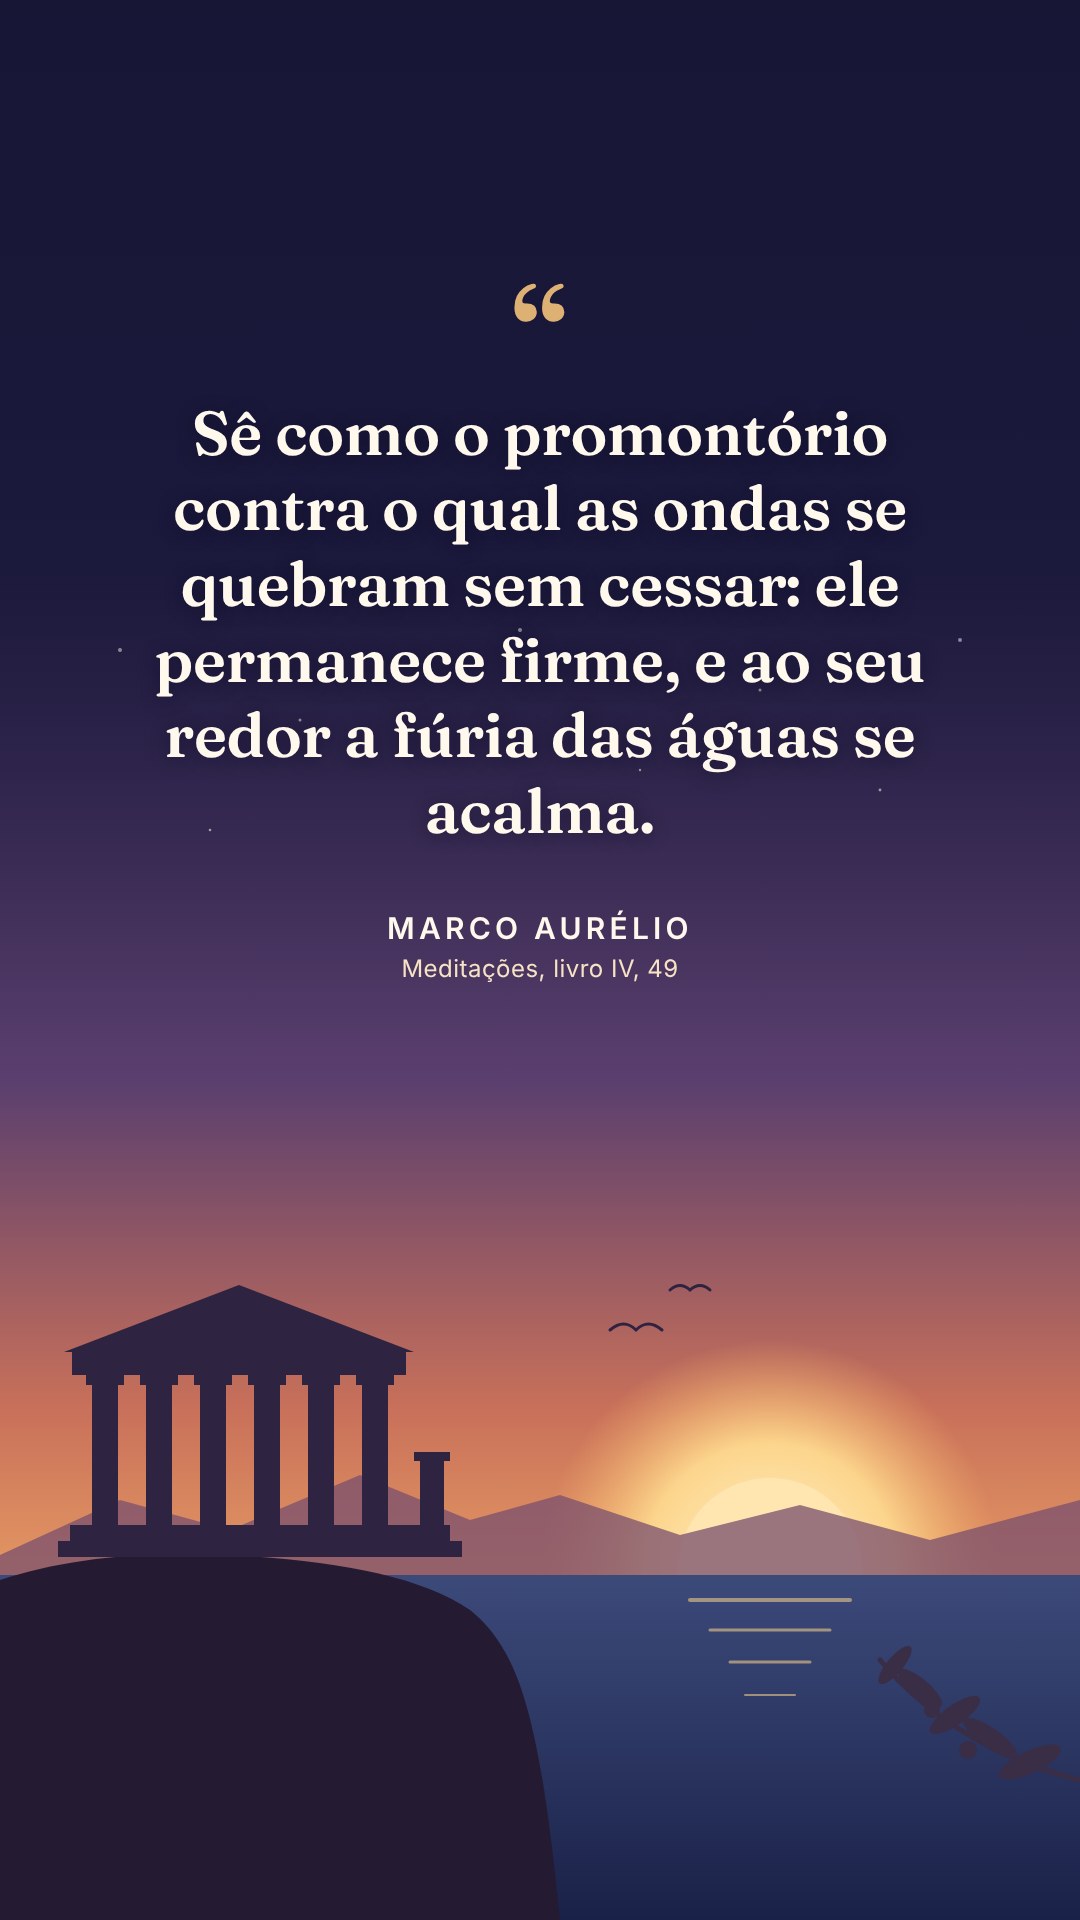 “
Sê como o promontório
contra o qual as ondas se
quebram sem cessar: ele
permanece firme, e ao seu
redor a fúria das águas se
acalma.
MARCO AURÉLIO
Meditações, livro IV, 49